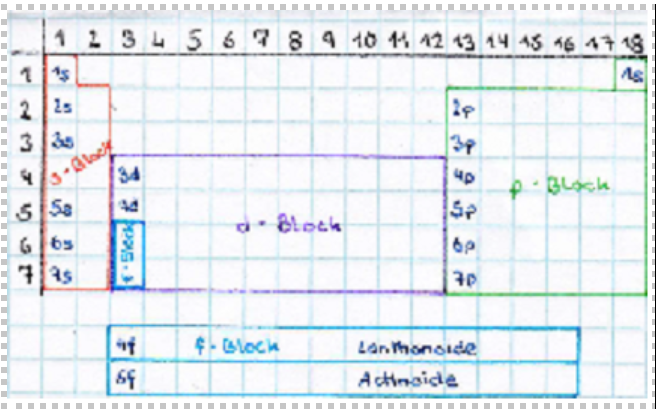 1 2 3 4 5 6 7 8 9 10 11 12 13 14 15 16 17 18
1 1s 1s
2 2s 2p
3 3s 3p
4 s-Block 3d 4p p-Block
5 5s 4d d-Block 5p
6 6s f-Block 6p
7 7s 7p
4f f-Block Lanthanoide
5f Actinoide